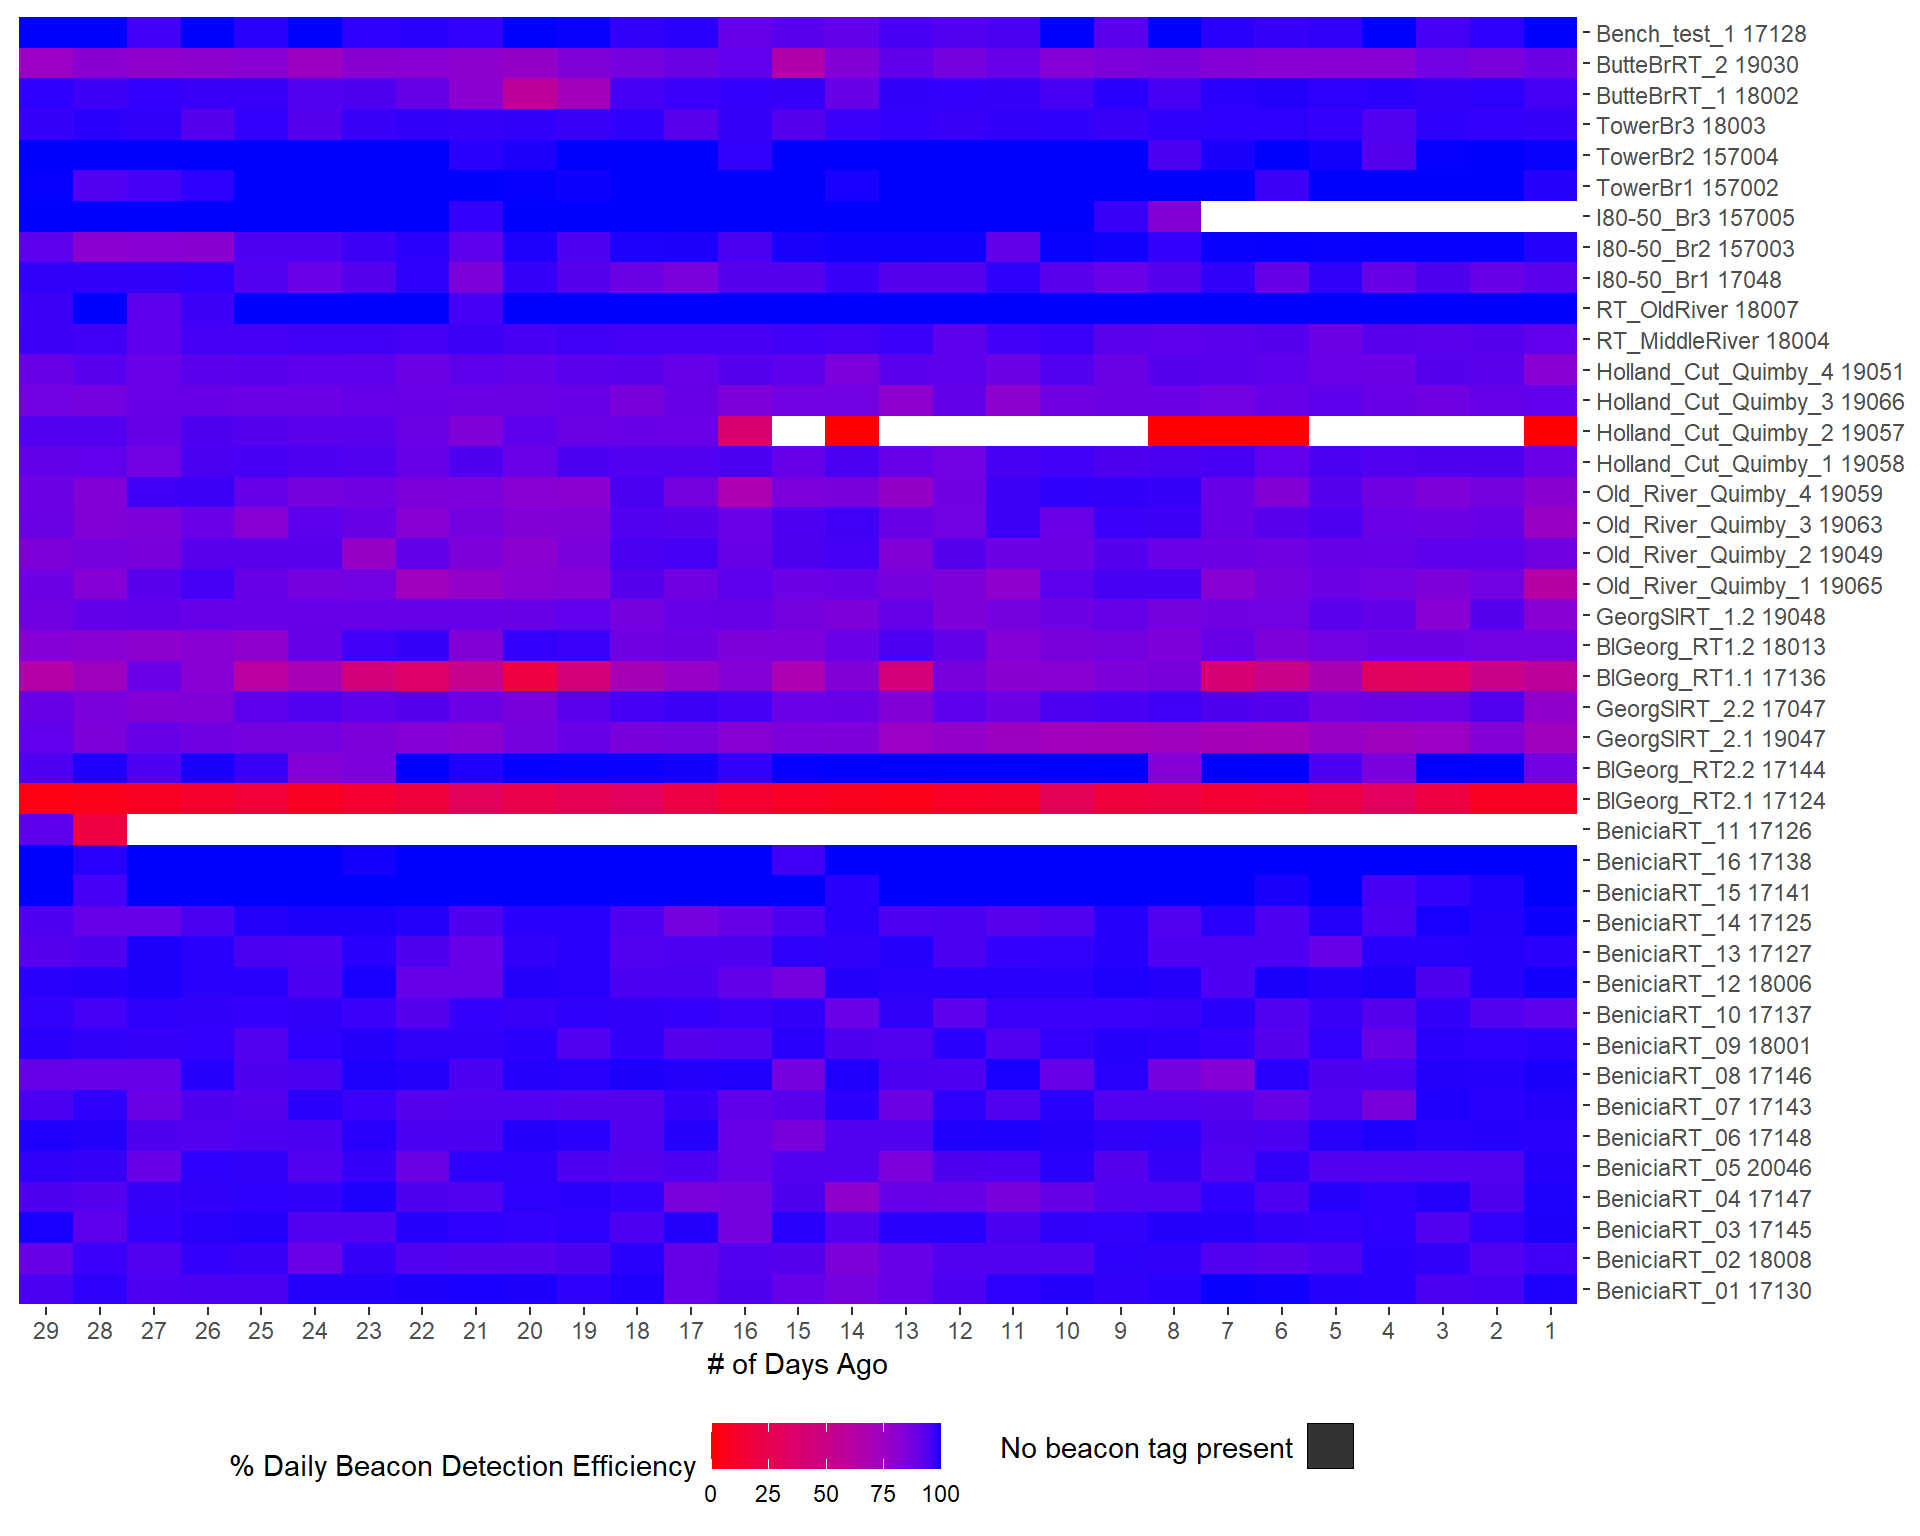 Bench_test_1 17128
ButteBrRT_2 19030
ButteBrRT_1 18002
TowerBr3 18003
TowerBr2 157004
TowerBr1 157002
I80-50_Br3 157005
I80-50_Br2 157003
I80-50_Br1 17048
RT_OldRiver 18007
RT_MiddleRiver 18004
Holland_Cut_Quimby_4 19051
Holland_Cut_Quimby_3 19066
Holland_Cut_Quimby_2 19057
Holland_Cut_Quimby_1 19058
Old_River_Quimby_4 19059
Old_River_Quimby_3 19063
Old_River_Quimby_2 19049
Old_River_Quimby_1 19065
GeorgSlRT_1.2 19048
BlGeorg_RT1.2 18013
BlGeorg_RT1.1 17136
GeorgSlRT_2.2 17047
GeorgSlRT_2.1 19047
BlGeorg_RT2.2 17144
BlGeorg_RT2.1 17124
BeniciaRT_11 17126
BeniciaRT_16 17138
BeniciaRT_15 17141
BeniciaRT_14 17125
BeniciaRT_13 17127
BeniciaRT_12 18006
BeniciaRT_10 17137
BeniciaRT_09 18001
BeniciaRT_08 17146
BeniciaRT_07 17143
BeniciaRT_06 17148
BeniciaRT_05 20046
BeniciaRT_04 17147
BeniciaRT_03 17145
BeniciaRT_02 18008
BeniciaRT_01 17130
29 28 27 26 25 24 23 22 21 20 19 18 17 16 15 14 13 12 11 10 9 8 7 6 5 4 3 2 1
# of Days Ago
% Daily Beacon Detection Efficiency
0 25 50 75 100
No beacon tag present